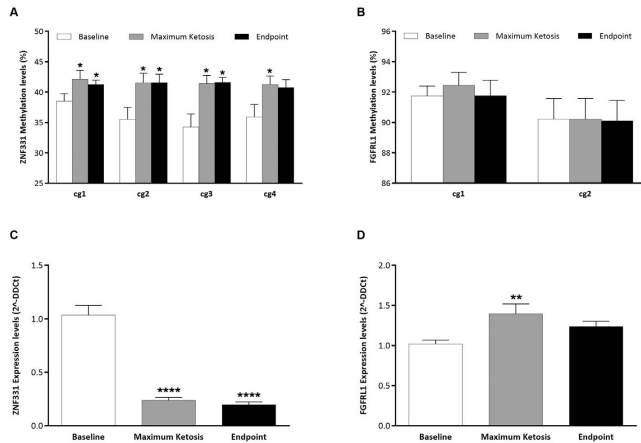 A
50
45
40
35
30
25
ZNF331 Methylation levels (%)
Baseline Maximum Ketosis Endpoint
* * * * * * *
cg1 cg2 cg3 cg4
B
96
94
92
90
88
86
FGFRL1 Methylation levels (%)
Baseline Maximum Ketosis Endpoint
cg1 cg2
C
1.5
1.0
0.5
0.0
ZNF331 Expression levels (2^-DDCt)
**** ****
Baseline Maximum Ketosis Endpoint
D
2.0
1.5
1.0
0.5
0.0
FGFRL1 Expression levels (2^-DDCt)
**
Baseline Maximum Ketosis Endpoint